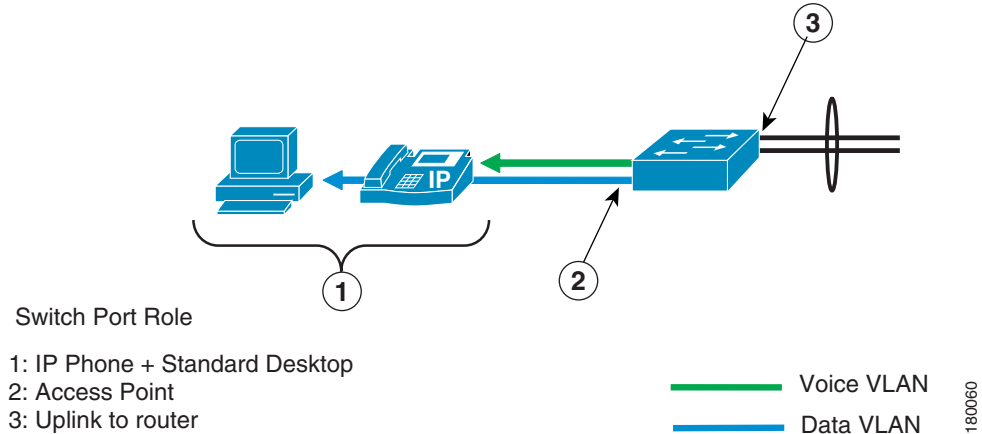 3
IP
2
1
Switch Port Role
1: IP Phone + Standard Desktop
2: Access Point
3: Uplink to router
Voice VLAN
Data VLAN
180060